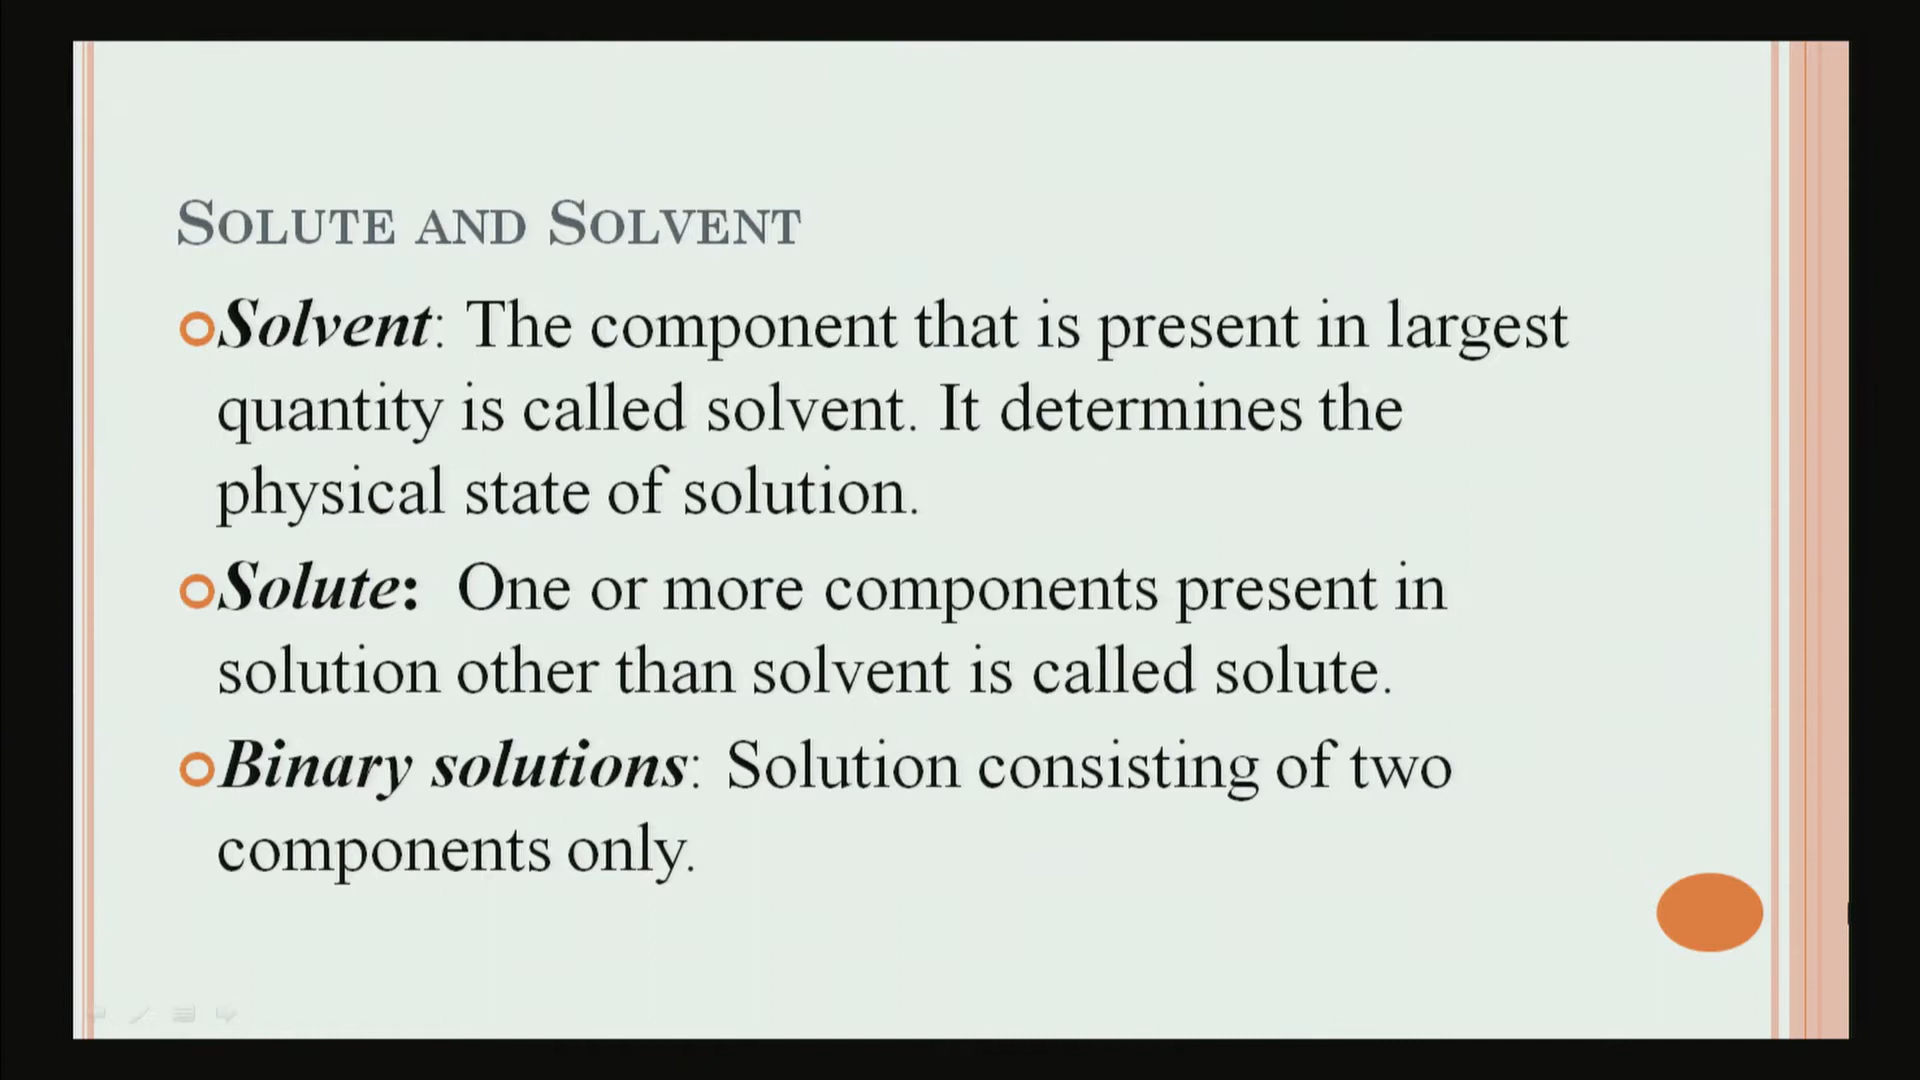 SOLUTE AND SOLVENT
Solvent: The component that is present in largest
quantity is called solvent. It determines the
physical state of solution.
Solute: One or more components present in
solution other than solvent is called solute.
Binary solutions: Solution consisting of two
components only.